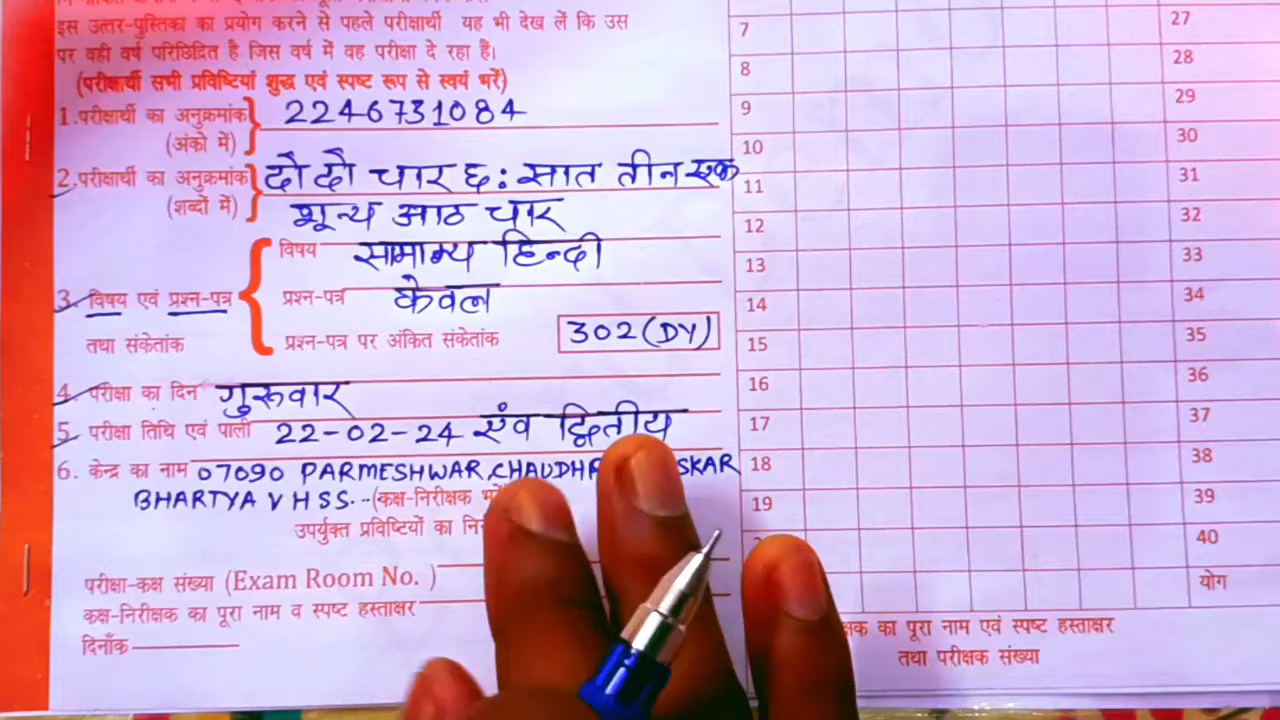 इस उत्तर-पुस्तिका का प्रयोग करने से पहले परीक्षार्थी यह भी देख लें कि उस
पर वही वर्ष परिछिद्रित है जिस वर्ष में वह परीक्षा दे रहा है।
(परीक्षार्थी सभी प्रविष्टियां शुद्ध एवं स्पष्ट रूप से स्वयं भरें)
1.परीक्षार्थी का अनुक्रमांक 2246731084
(अंको में)
2.परीक्षार्थी का अनुक्रमांक दो दो चार छः सात तीन एक
(शब्दों में) शून्य आठ चार
विषय सामान्य हिन्दी
3. विषय एवं प्रश्न-पत्र प्रश्न-पत्र केवल
तथा संकेतांक प्रश्न-पत्र पर अंकित संकेतांक 302(DY)
4. परीक्षा का दिन गुरूवार
5. परीक्षा तिथि एवं पाली 22-02-24 एंव द्वितीय
6. केन्द्र का नाम 07090 PARMESHWAR SKAR
BHARTYA V H S S. (कक्ष-निरीक्षक
उपर्युक्त प्रविष्टियों का
परीक्षा-कक्ष संख्या (Exam Room No. )
कक्ष-निरीक्षक का पूरा नाम व स्पष्ट हस्ताक्षर
दिनाँक
7 27
8 28
9 29
10 30
11 31
12 32
13 33
14 34
15 35
16 36
17 37
18 38
19 39
40
योग
का पूरा नाम एवं स्पष्ट हस्ताक्षर
तथा परीक्षक संख्या